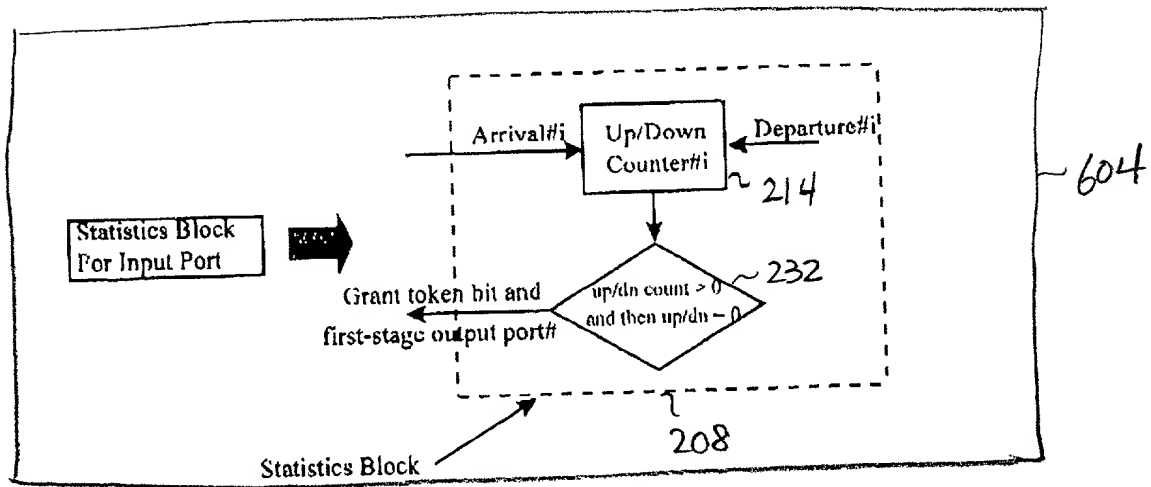 Arrival#i
Up/Down
Counter#i
Departure#i
214
604
Statistics Block
For Input Port
232
up/dn count > 0
and then up/dn = 0
Grant token bit and
first-stage output port#
208
Statistics Block